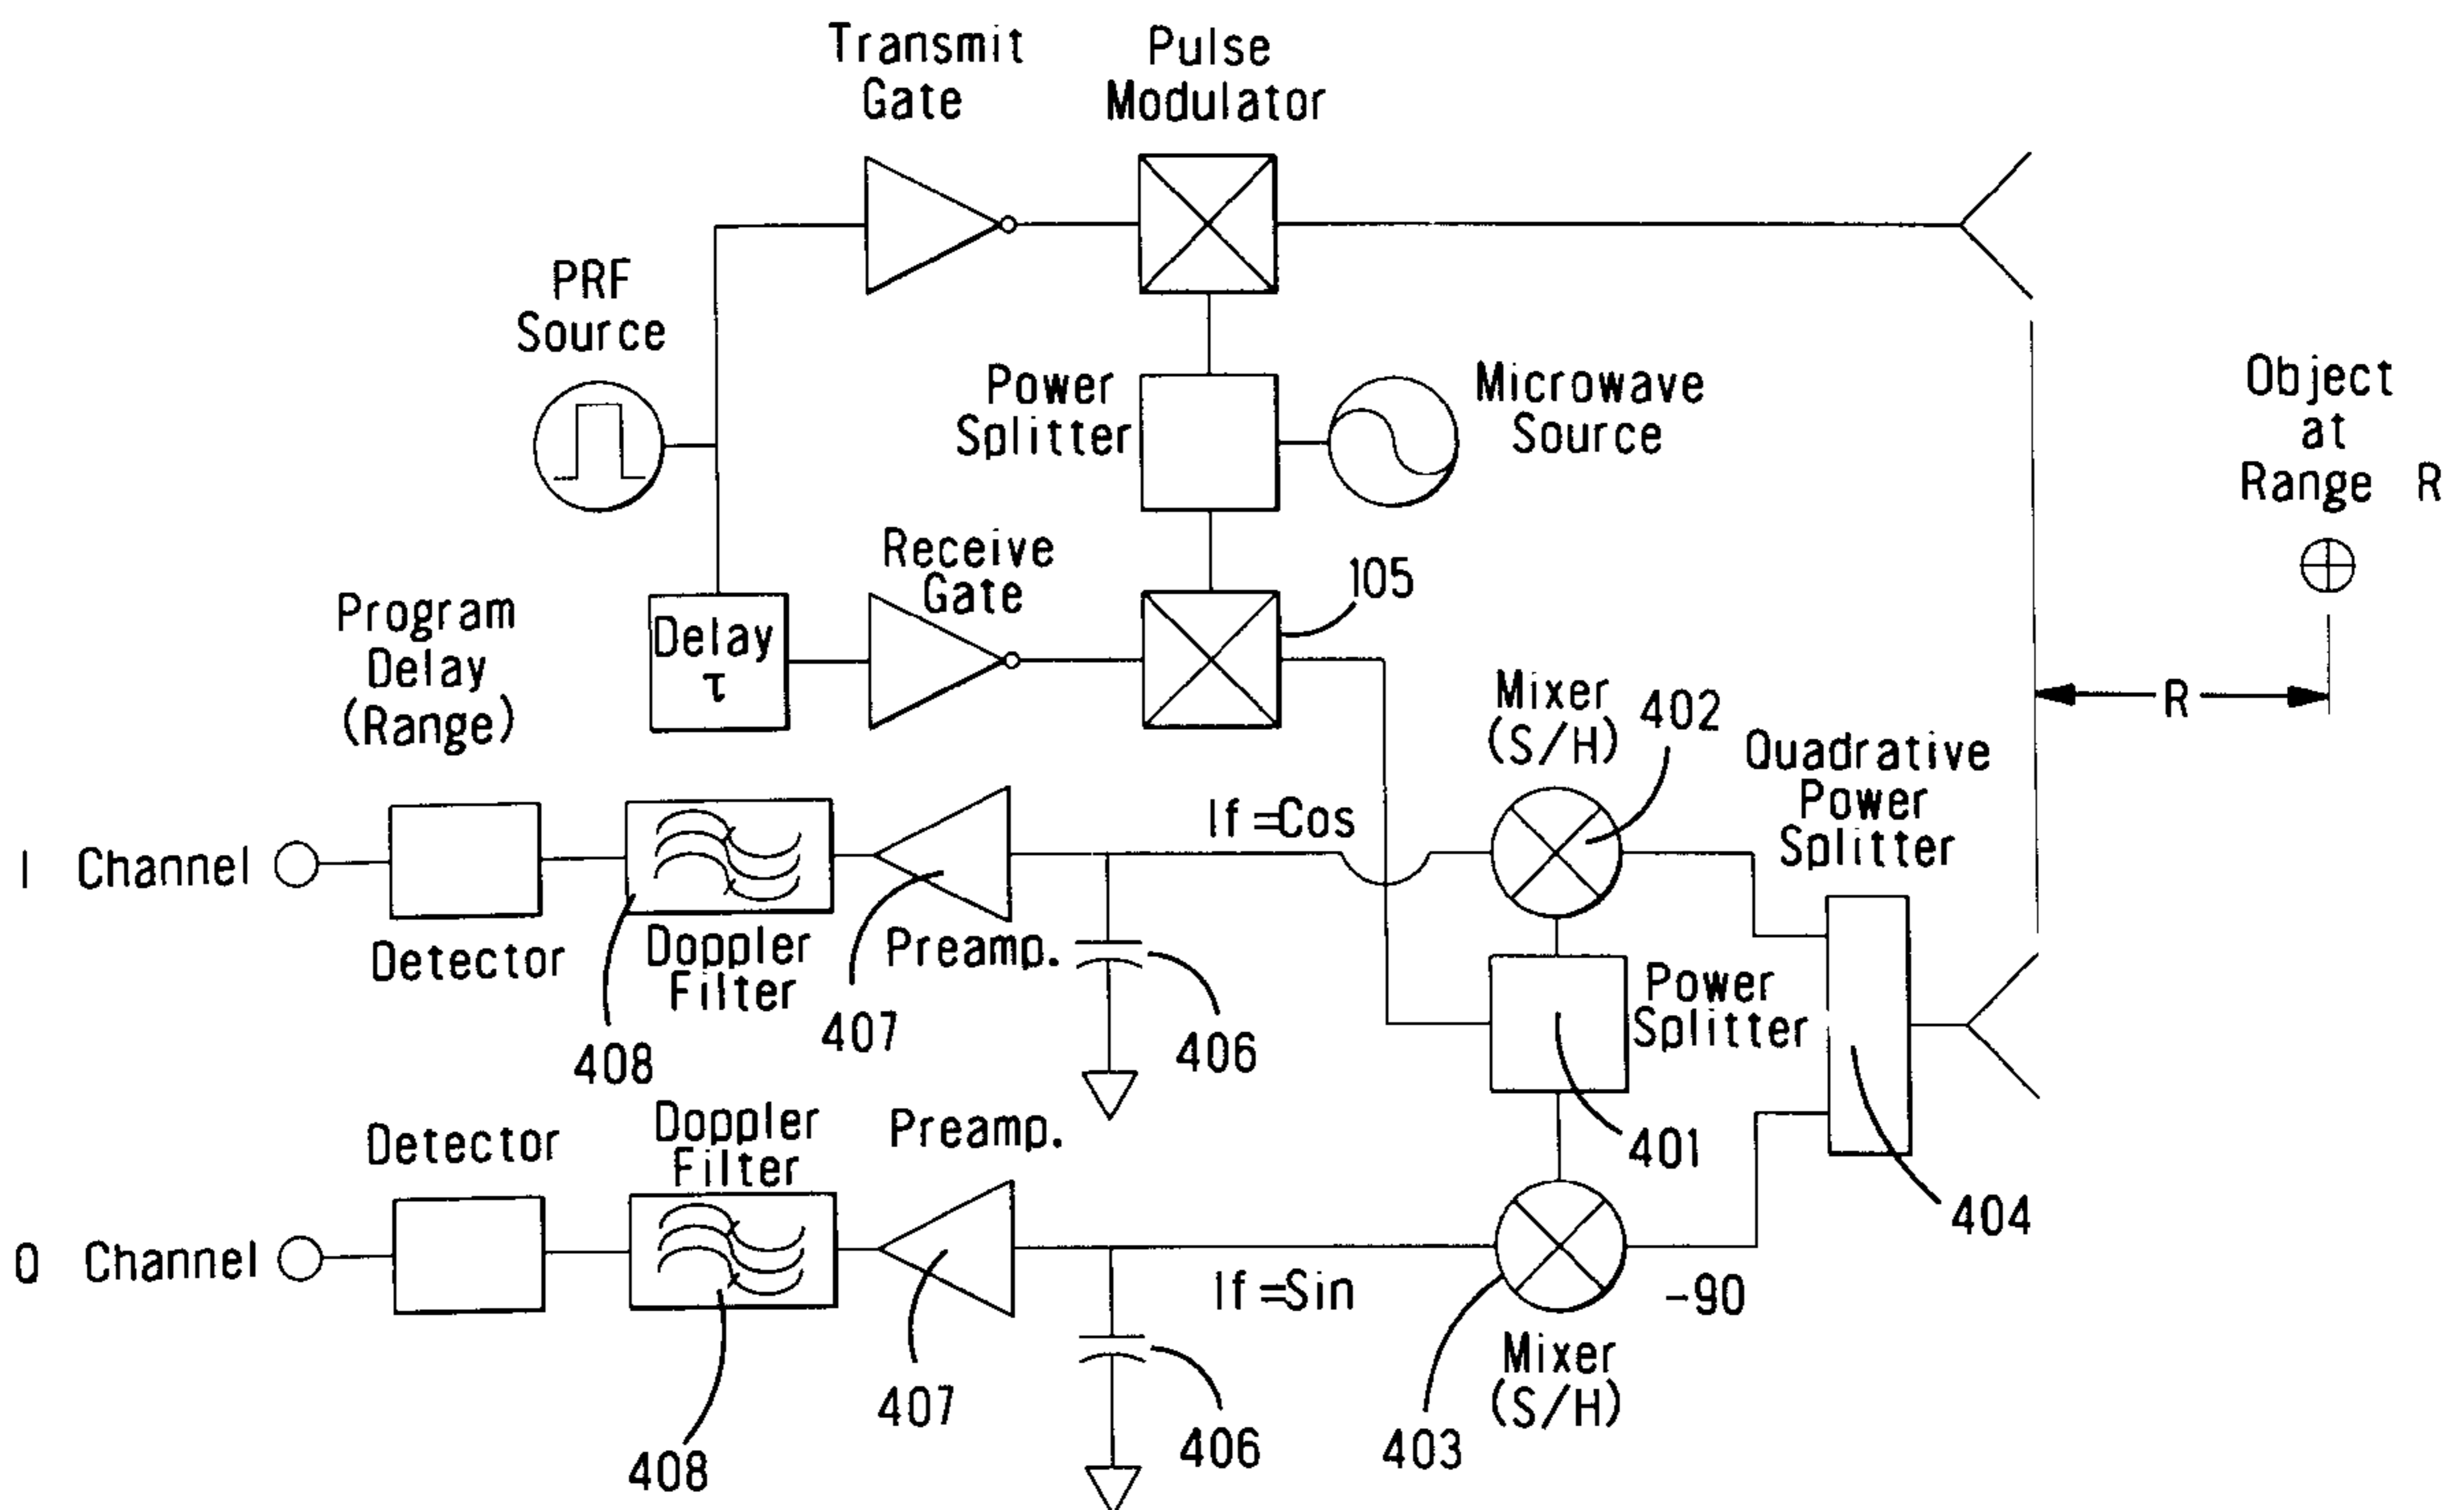 Transmit
Gate
Pulse
Modulator
PRF
Source
Power
Splitter
Microwave
Source
Object
at
Range R
Receive
Gate
105
Program
Delay
(Range)
Delay
τ
R
Mixer
(S/H)
402
Quadrative
Power
Splitter
If=Cos
I Channel
Detector
Doppler
Filter
Preamp.
408
407
406
Power
Splitter
401
404
Detector
Doppler
Filter
Preamp.
0 Channel
If=Sin
-90
Mixer
(S/H)
408
407
406
403